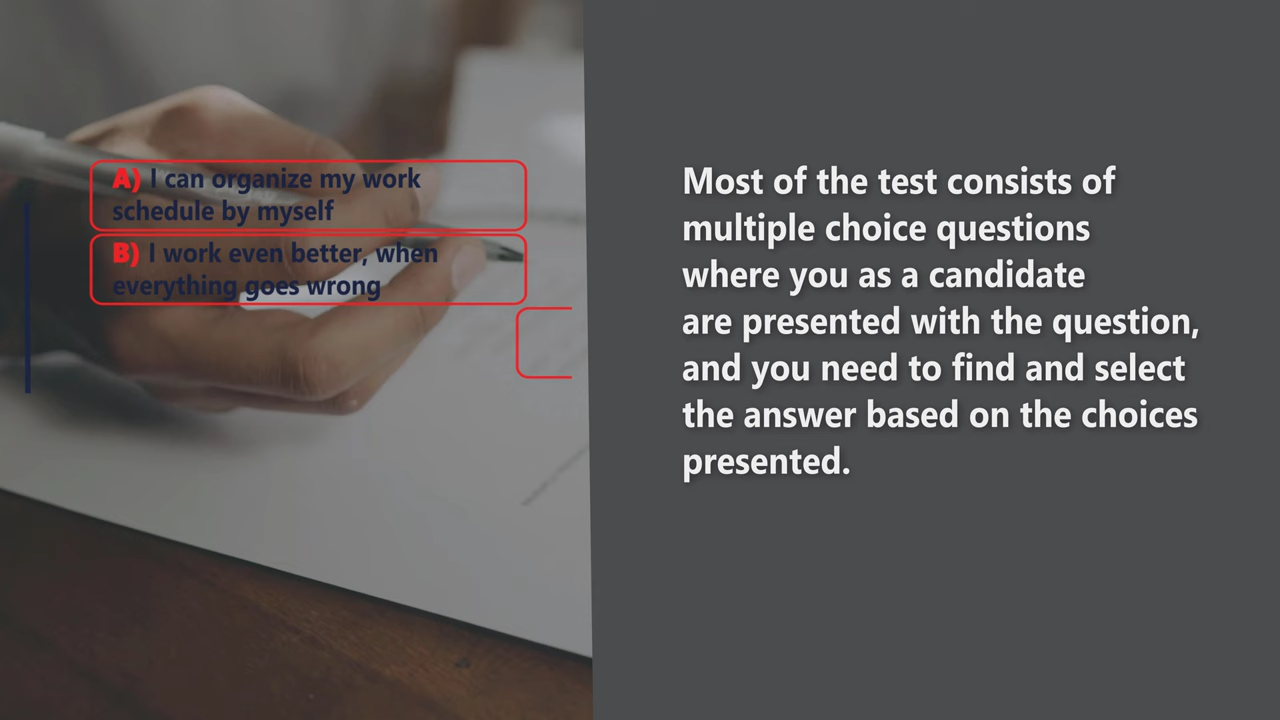 A) I can organize my work
schedule by myself
B) I work even better, when
everything goes wrong
Most of the test consists of
multiple choice questions
where you as a candidate
are presented with the question,
and you need to find and select
the answer based on the choices
presented.